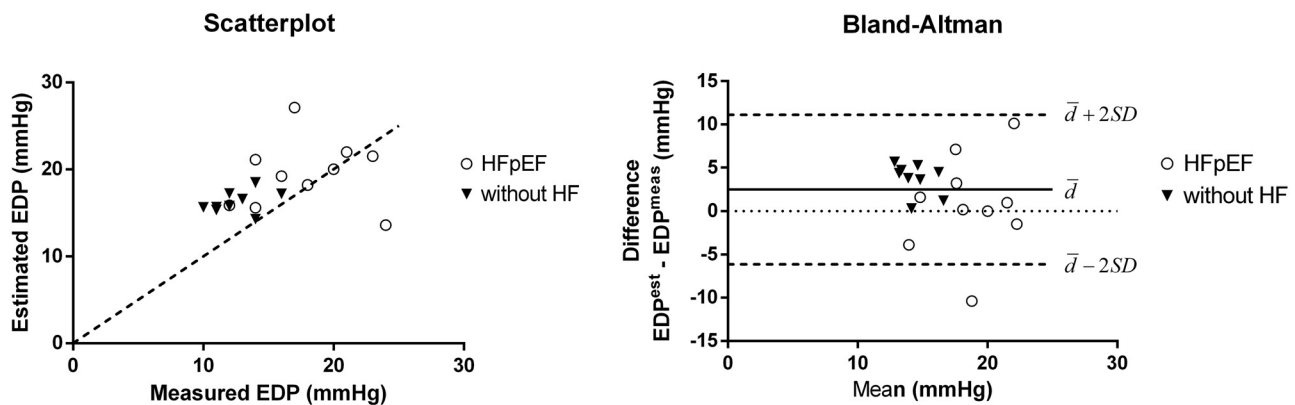 Scatterplot
Estimated EDP (mmHg)
30
20
10
0
0 10 20 30
Measured EDP (mmHg)
HFpEF
without HF
Bland-Altman
Difference
EDPest - EDPmeas (mmHg)
15
10
5
0
-5
-10
-15
0 10 20 30
Mean (mmHg)
d̅ + 2SD
d̅
d̅ − 2SD
HFpEF
without HF